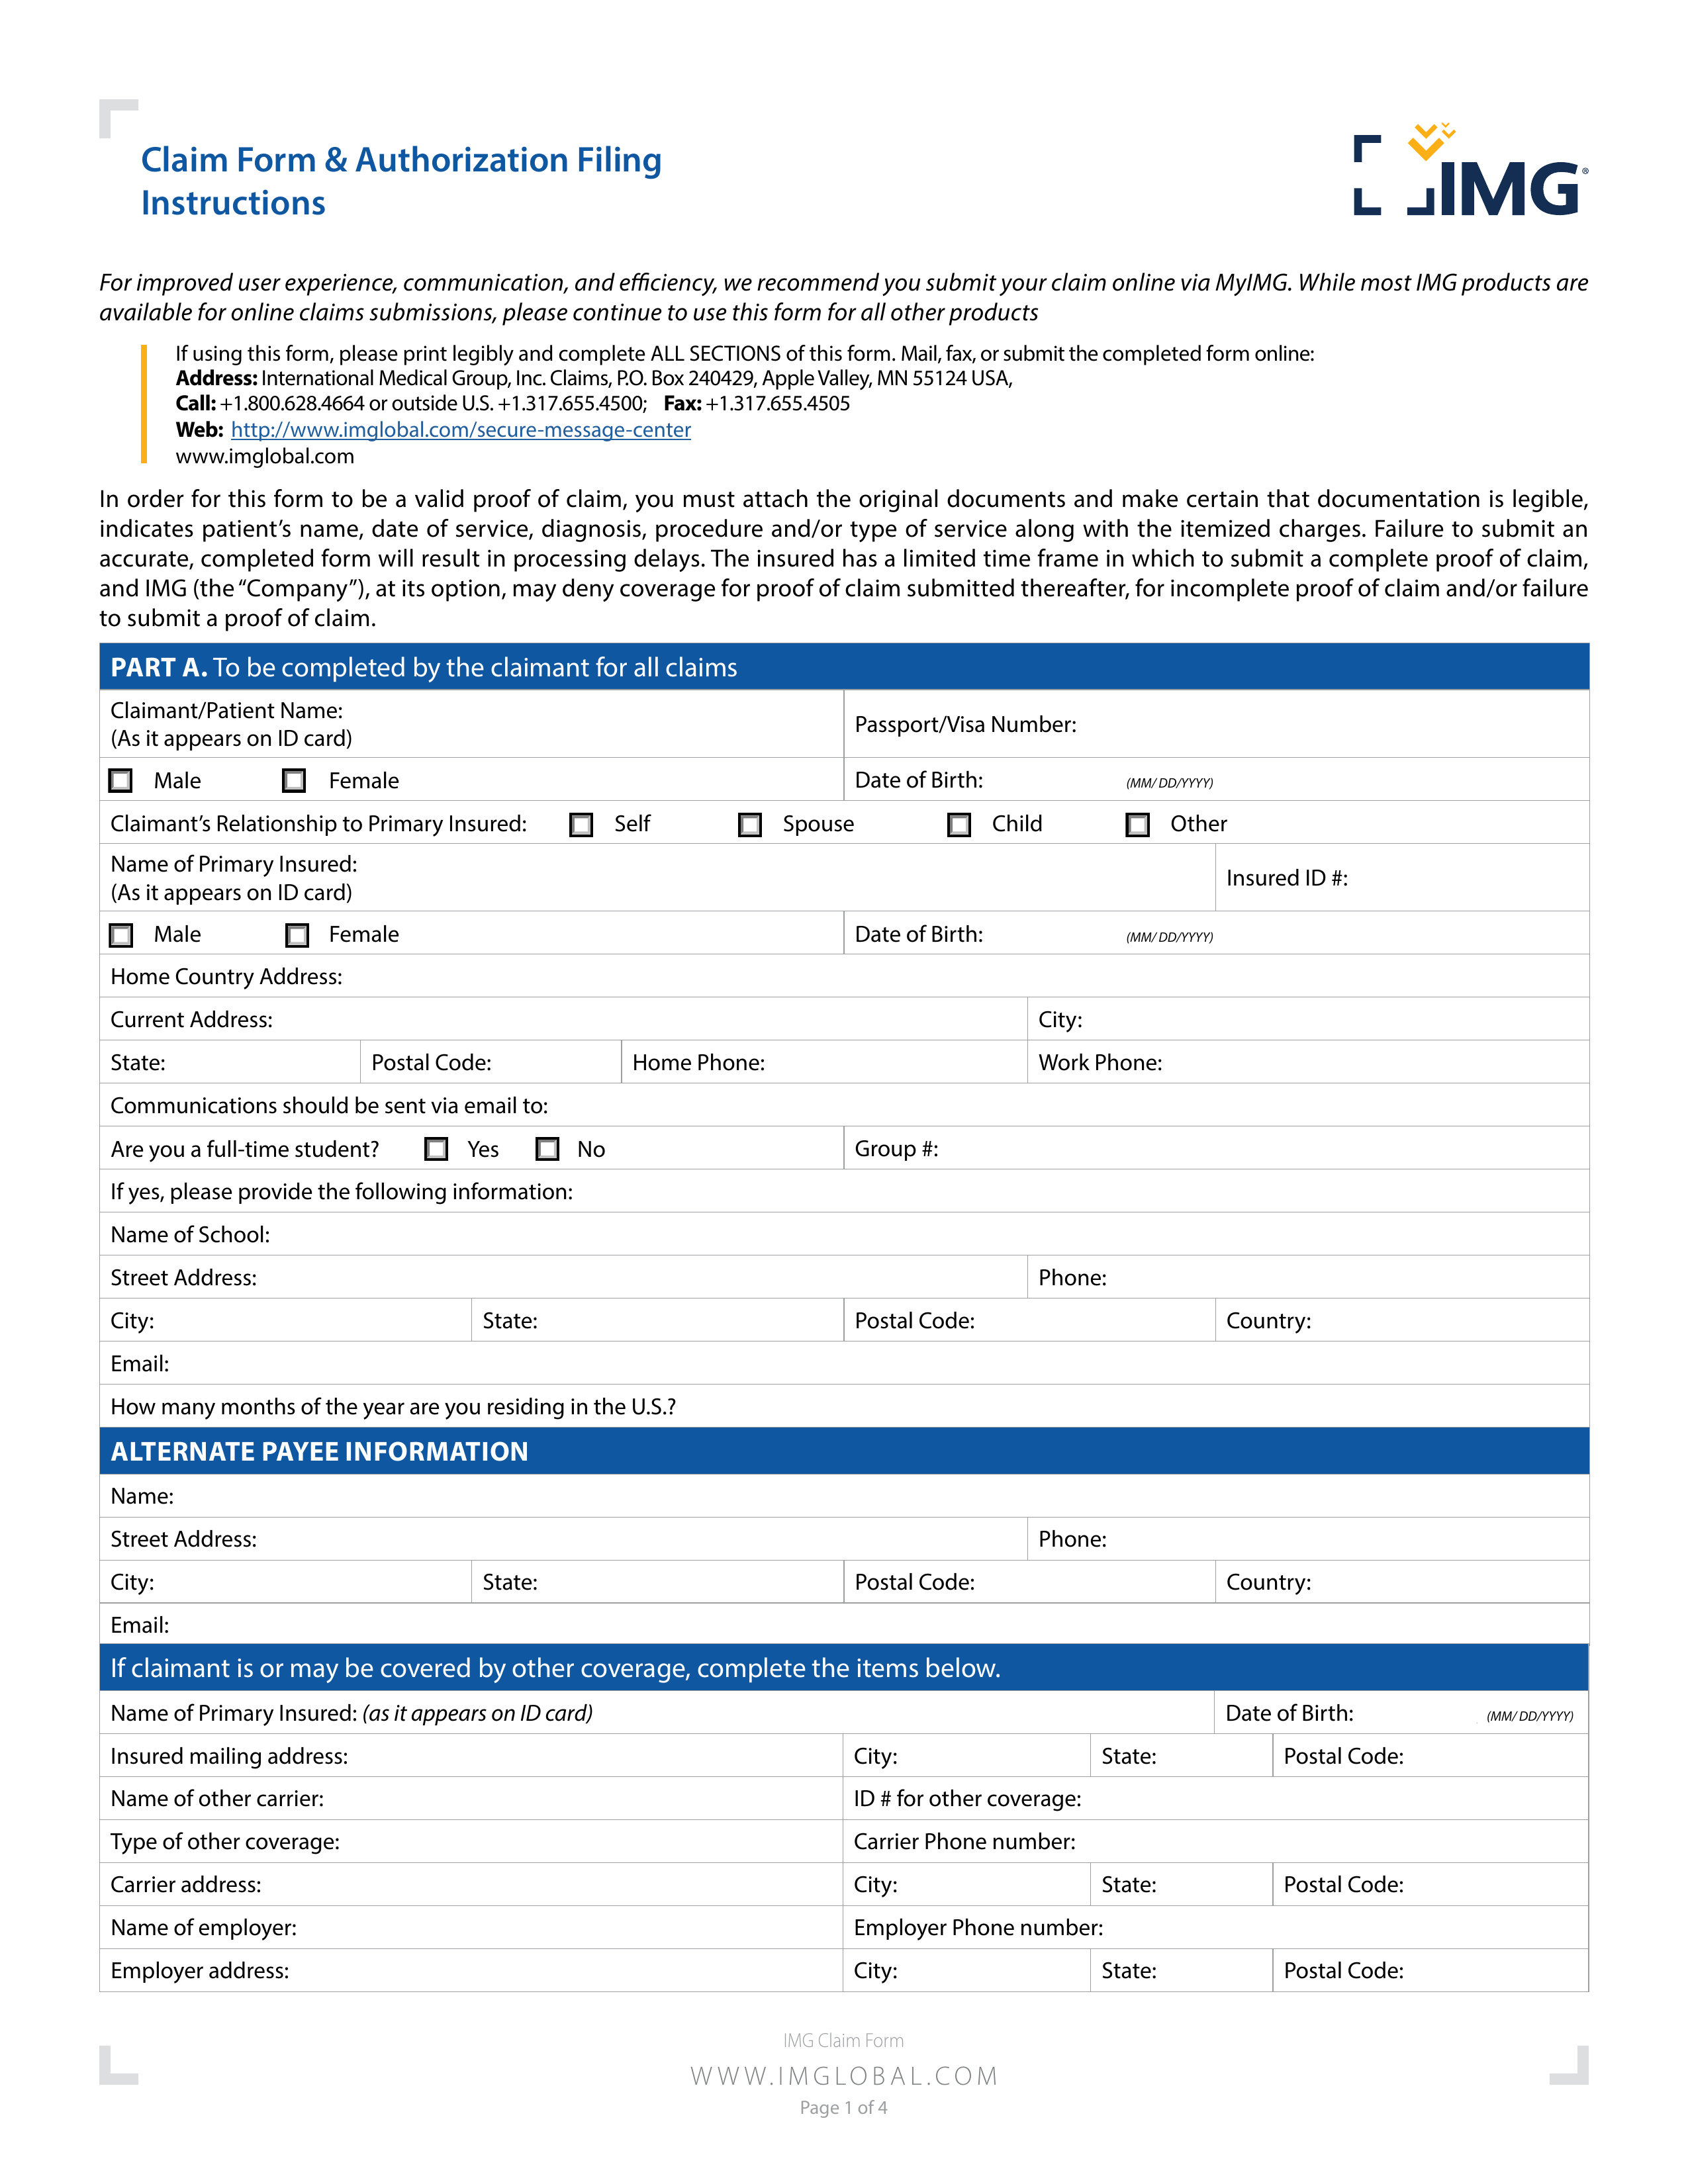 Claim Form & Authorization Filing
Instructions
IMG®
For improved user experience, communication, and efficiency, we recommend you submit your claim online via MyIMG. While most IMG products are
available for online claims submissions, please continue to use this form for all other products
If using this form, please print legibly and complete ALL SECTIONS of this form. Mail, fax, or submit the completed form online:
Address: International Medical Group, Inc. Claims, P.O. Box 240429, Apple Valley, MN 55124 USA,
Call: +1.800.628.4664 or outside U.S. +1.317.655.4500; Fax: +1.317.655.4505
Web: http://www.imglobal.com/secure-message-center
www.imglobal.com
In order for this form to be a valid proof of claim, you must attach the original documents and make certain that documentation is legible,
indicates patient's name, date of service, diagnosis, procedure and/or type of service along with the itemized charges. Failure to submit an
accurate, completed form will result in processing delays. The insured has a limited time frame in which to submit a complete proof of claim,
and IMG (the "Company"), at its option, may deny coverage for proof of claim submitted thereafter, for incomplete proof of claim and/or failure
to submit a proof of claim.
PART A. To be completed by the claimant for all claims
Claimant/Patient Name:
(As it appears on ID card)
Passport/Visa Number:
Male Female Date of Birth: (MM/ DD/YYYY)
Claimant's Relationship to Primary Insured: Self Spouse Child Other
Name of Primary Insured:
(As it appears on ID card)
Insured ID #:
Male Female Date of Birth: (MM/ DD/YYYY)
Home Country Address:
Current Address: City:
State: Postal Code: Home Phone: Work Phone:
Communications should be sent via email to:
Are you a full-time student? Yes No Group #:
If yes, please provide the following information:
Name of School:
Street Address: Phone:
City: State: Postal Code: Country:
Email:
How many months of the year are you residing in the U.S.?
ALTERNATE PAYEE INFORMATION
Name:
Street Address: Phone:
City: State: Postal Code: Country:
Email:
If claimant is or may be covered by other coverage, complete the items below.
Name of Primary Insured: (as it appears on ID card) Date of Birth: (MM/ DD/YYYY)
Insured mailing address: City: State: Postal Code:
Name of other carrier: ID # for other coverage:
Type of other coverage: Carrier Phone number:
Carrier address: City: State: Postal Code:
Name of employer: Employer Phone number:
Employer address: City: State: Postal Code:
IMG Claim Form
WWW.IMGLOBAL.COM
Page 1 of 4